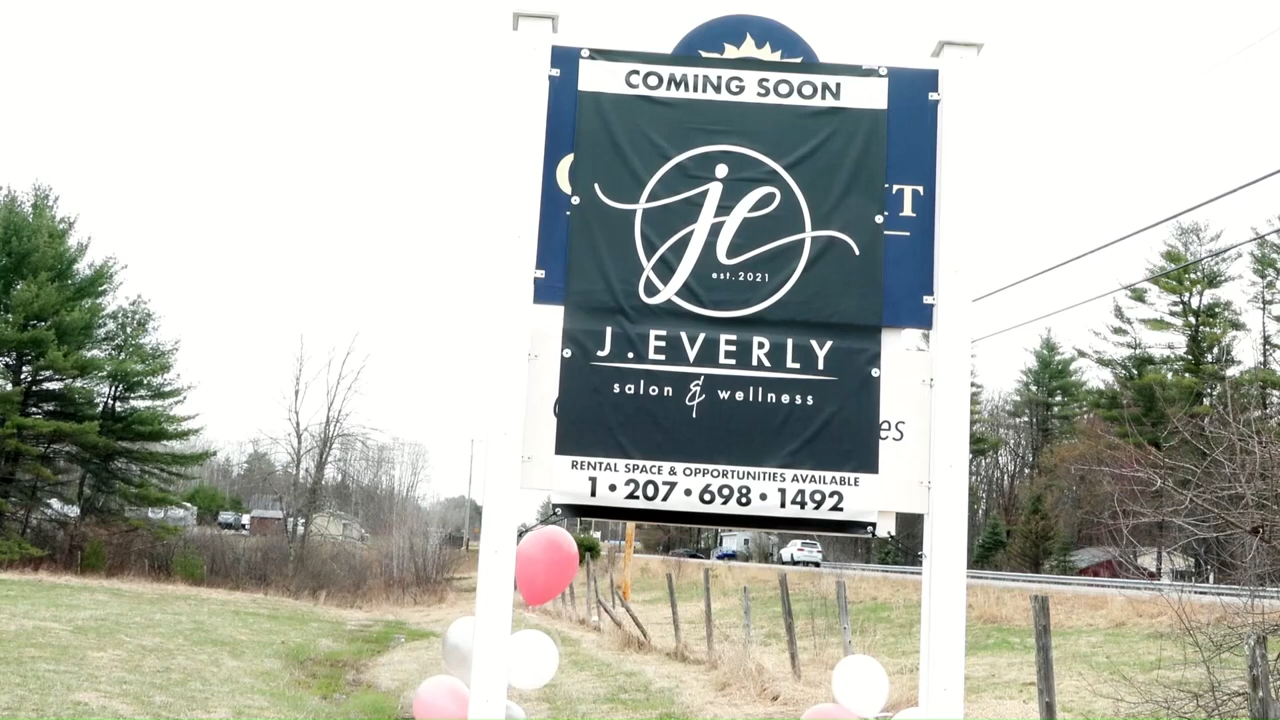 COMING SOON
je
est. 2021
J.EVERLY
salon & wellness
RENTAL SPACE & OPPORTUNITIES AVAILABLE
1•207•698•1492